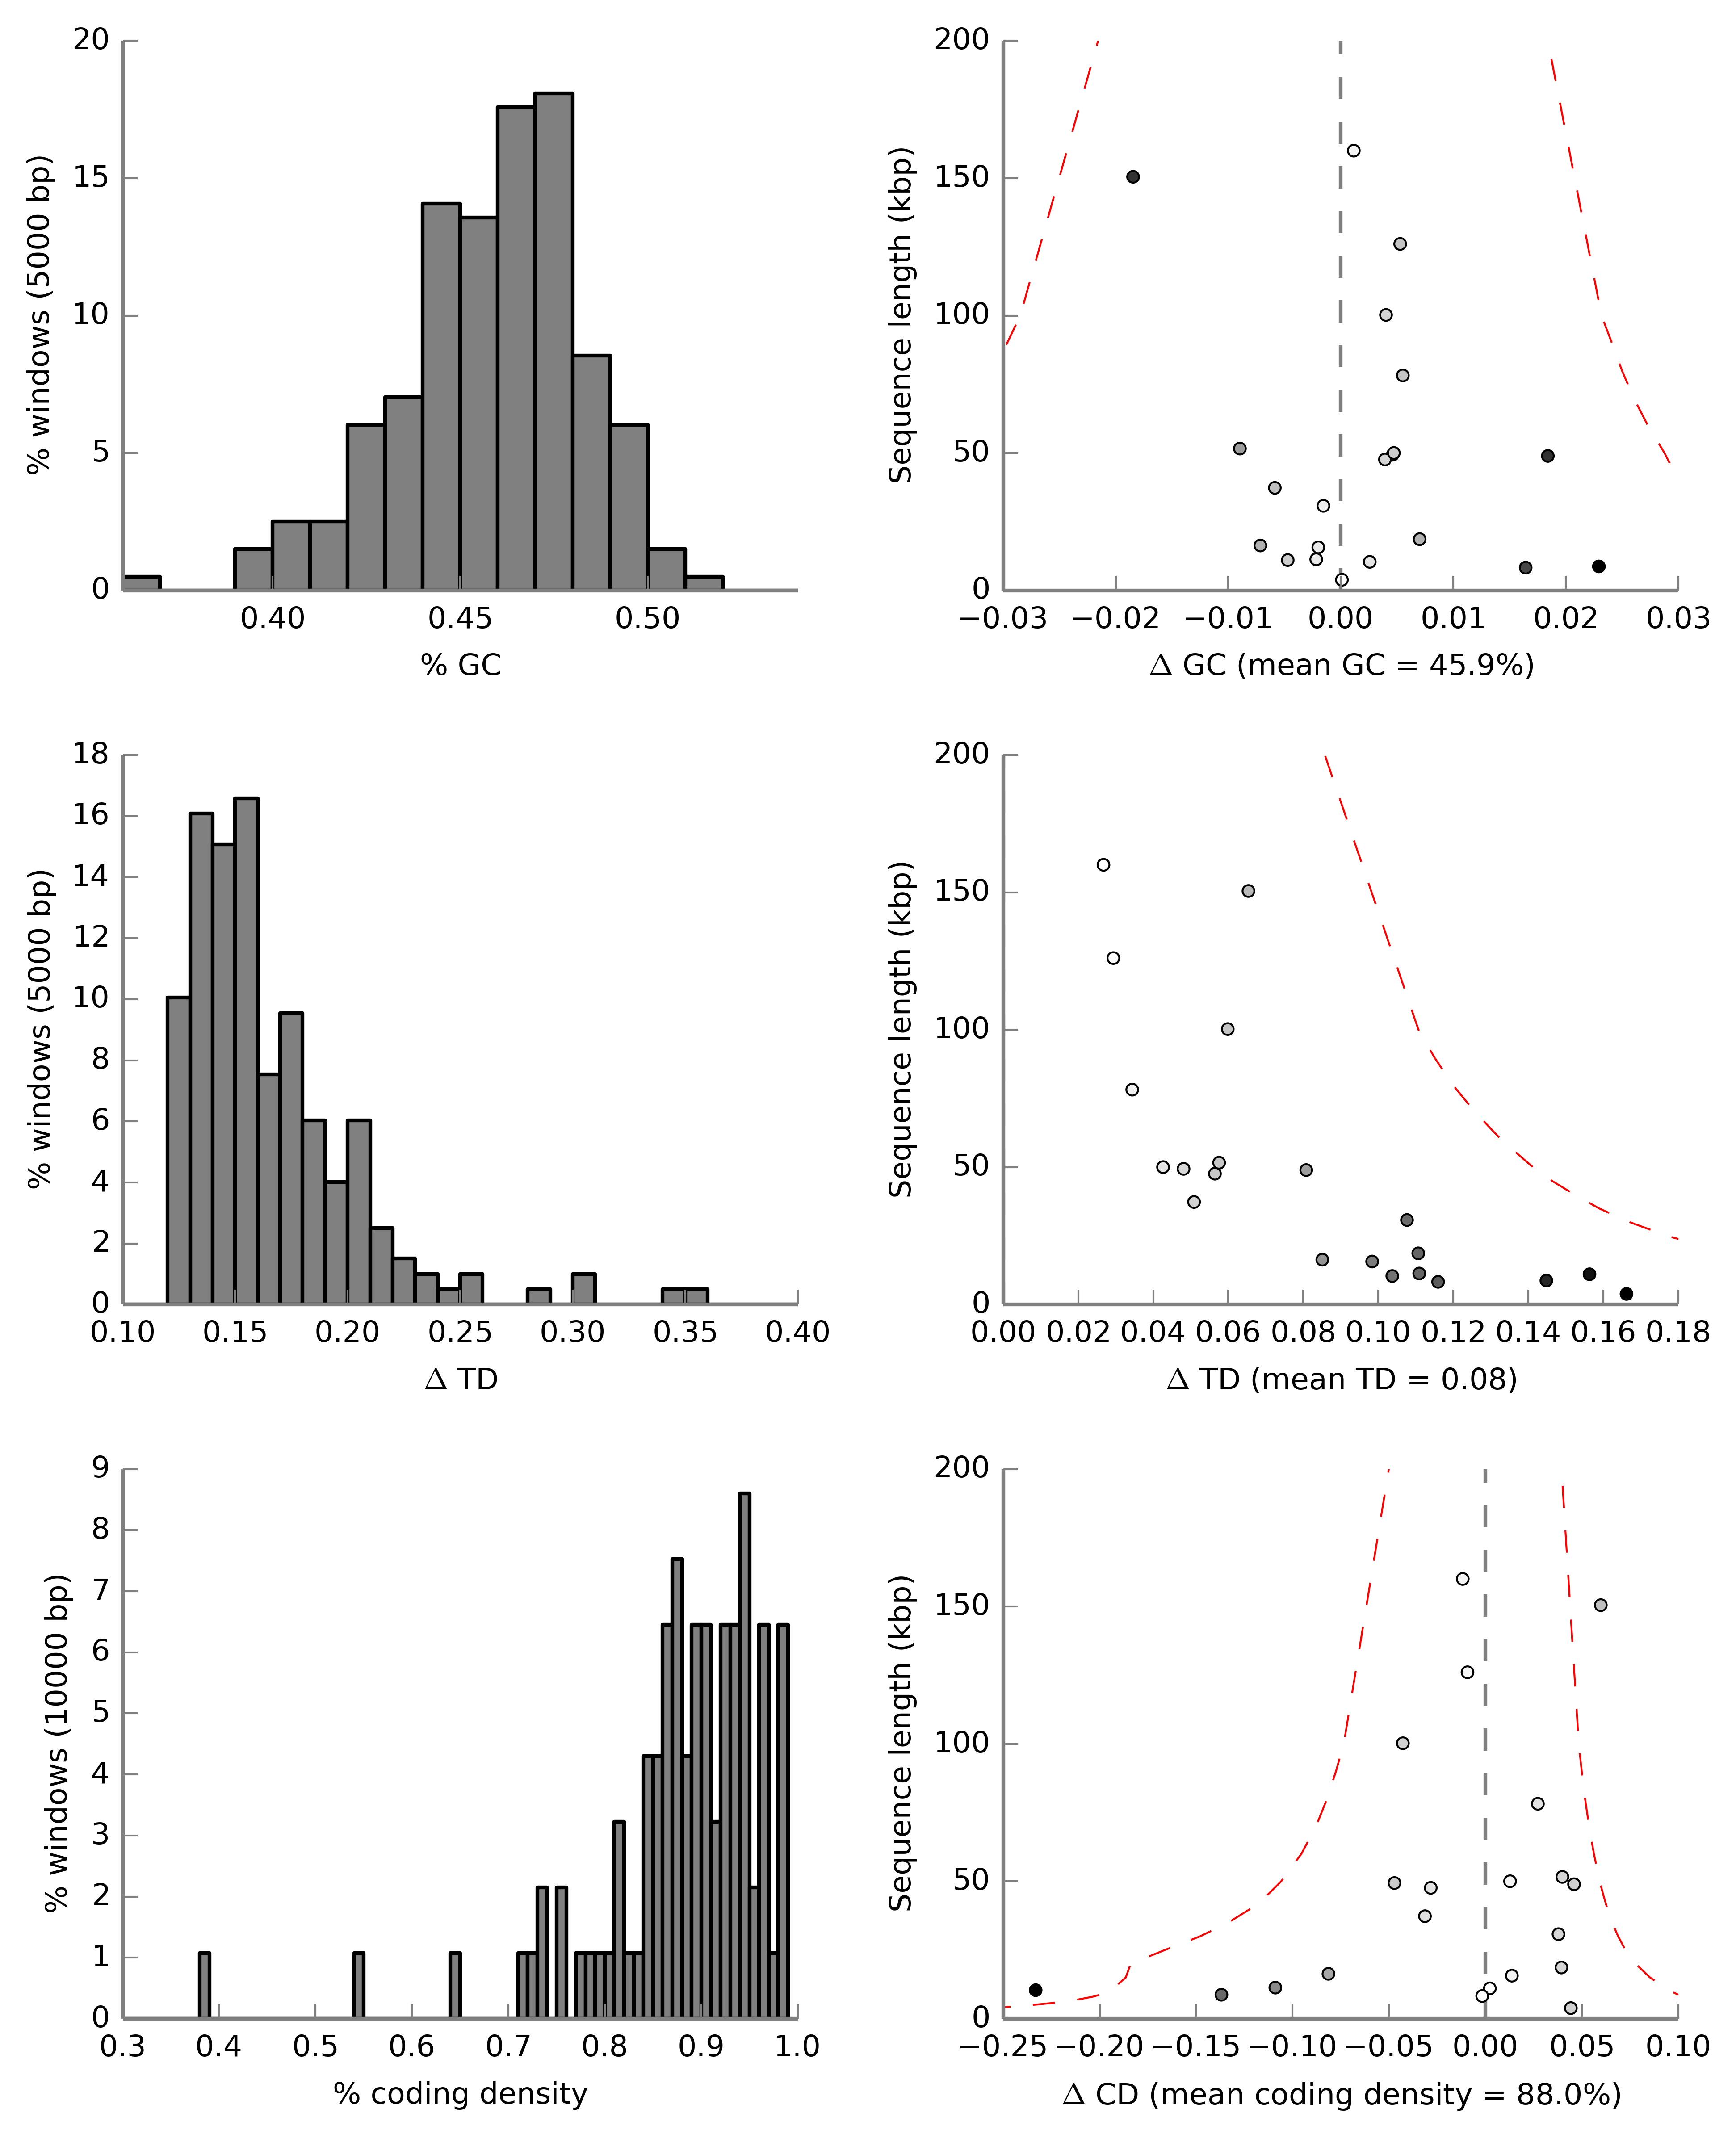 20
15
10
5
0
% windows (5000 bp)
0.40 0.45 0.50
% GC
200
150
100
50
0
Sequence length (kbp)
−0.03 −0.02 −0.01 0.00 0.01 0.02 0.03
Δ GC (mean GC = 45.9%)
18
16
14
12
10
8
6
4
2
0
% windows (5000 bp)
0.10 0.15 0.20 0.25 0.30 0.35 0.40
Δ TD
200
150
100
50
0
Sequence length (kbp)
0.00 0.02 0.04 0.06 0.08 0.10 0.12 0.14 0.16 0.18
Δ TD (mean TD = 0.08)
9
8
7
6
5
4
3
2
1
0
% windows (10000 bp)
0.3 0.4 0.5 0.6 0.7 0.8 0.9 1.0
% coding density
200
150
100
50
0
Sequence length (kbp)
−0.25 −0.20 −0.15 −0.10 −0.05 0.00 0.05 0.10
Δ CD (mean coding density = 88.0%)